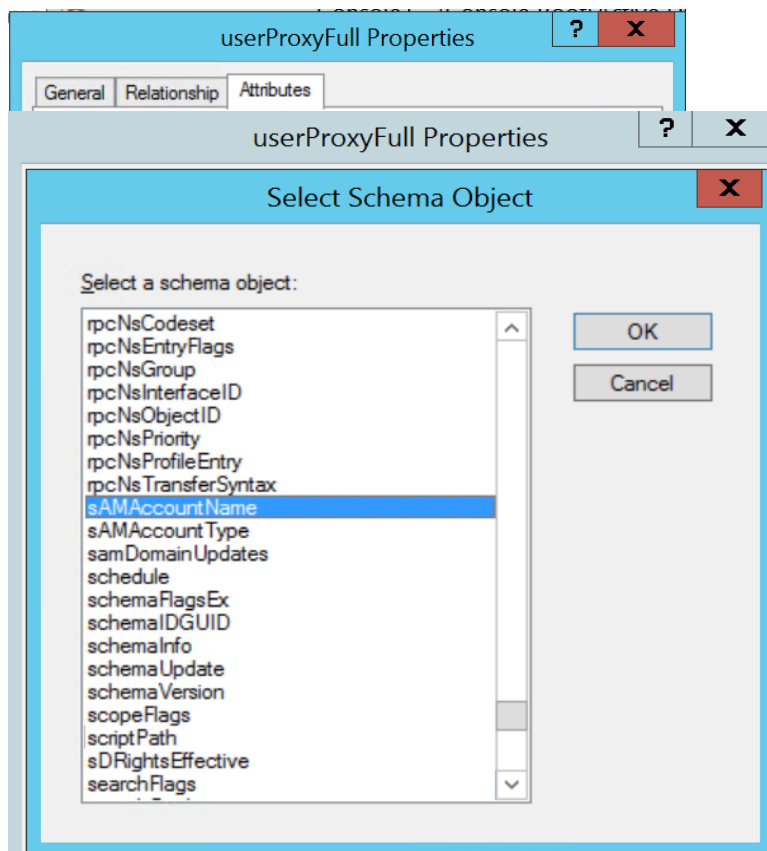 userProxyFull Properties
? x
General Relationship Attributes
userProxyFull Properties
? x
Select Schema Object
x
Select a schema object:
rpcNsCodeset
rpcNsEntryFlags
rpcNsGroup
rpcNsInterfaceID
rpcNsObjectID
rpcNsPriority
rpcNsProfileEntry
rpcNsTransferSyntax
sAMAccountName
sAMAccountType
samDomainUpdates
schedule
schemaFlagsEx
schemaIDGUID
schemaInfo
schemaUpdate
schemaVersion
scopeFlags
scriptPath
sDRightsEffective
searchFlags
OK
Cancel